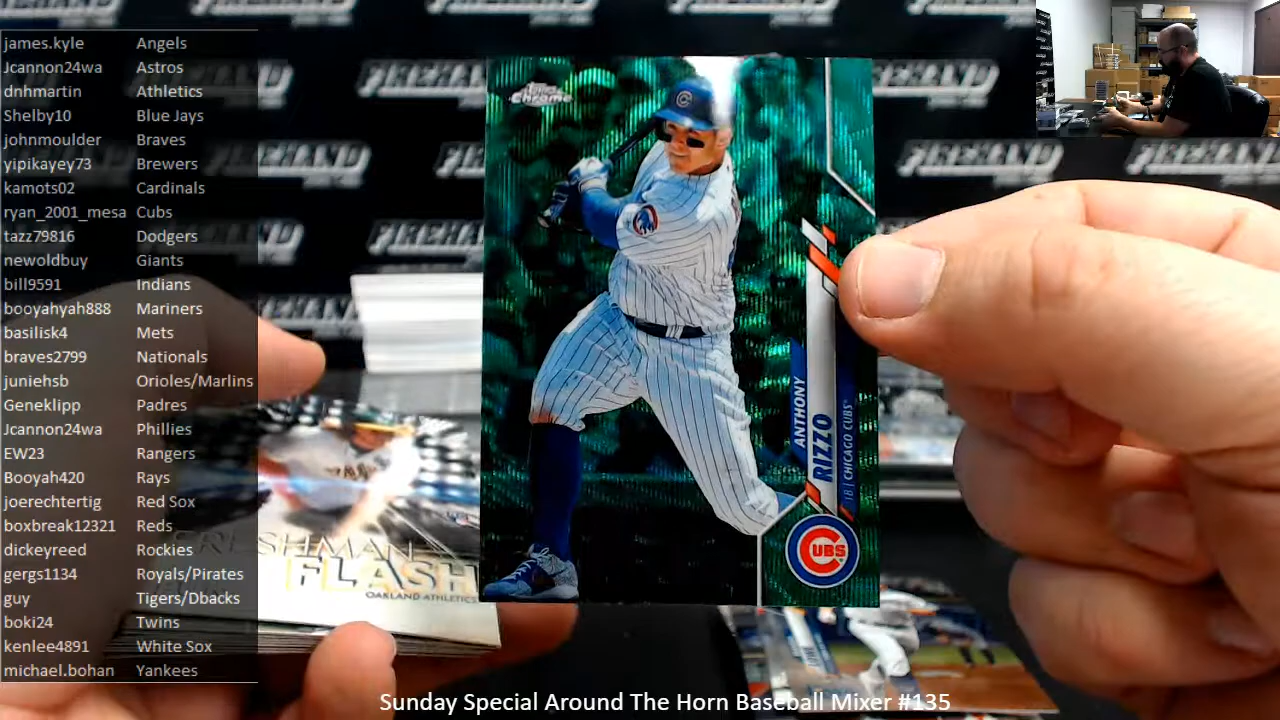 james.kyle Angels
Jcannon24wa Astros
dnhmartin Athletics
Shelby10 Blue Jays
johnmoulder Braves
yipikayey73 Brewers
kamots02 Cardinals
ryan_2001_mesa Cubs
tazz79816 Dodgers
newoldbuy Giants
bill9591 Indians
booyahyah888 Mariners
basilisk4 Mets
braves2799 Nationals
juniehsb Orioles/Marlins
Geneklipp Padres
Jcannon24wa Phillies
EW23 Rangers
Booyah420 Rays
joerechtertig Red Sox
boxbreak12321 Reds
dickeyreed Rockies
gergs1134 Royals/Pirates
guy Tigers/Dbacks
boki24 Twins
kenlee4891 White Sox
michael.bohan Yankees
Topps
Chrome
ANTHONY
RIZZO
1B | CHICAGO CUBS
CUBS
FRESHMAN
FLASH
OAKLAND ATHLETICS
FIREHAND
FIREHAND
FIREHAND
FIREHAND
Sunday Special Around The Horn Baseball Mixer #135